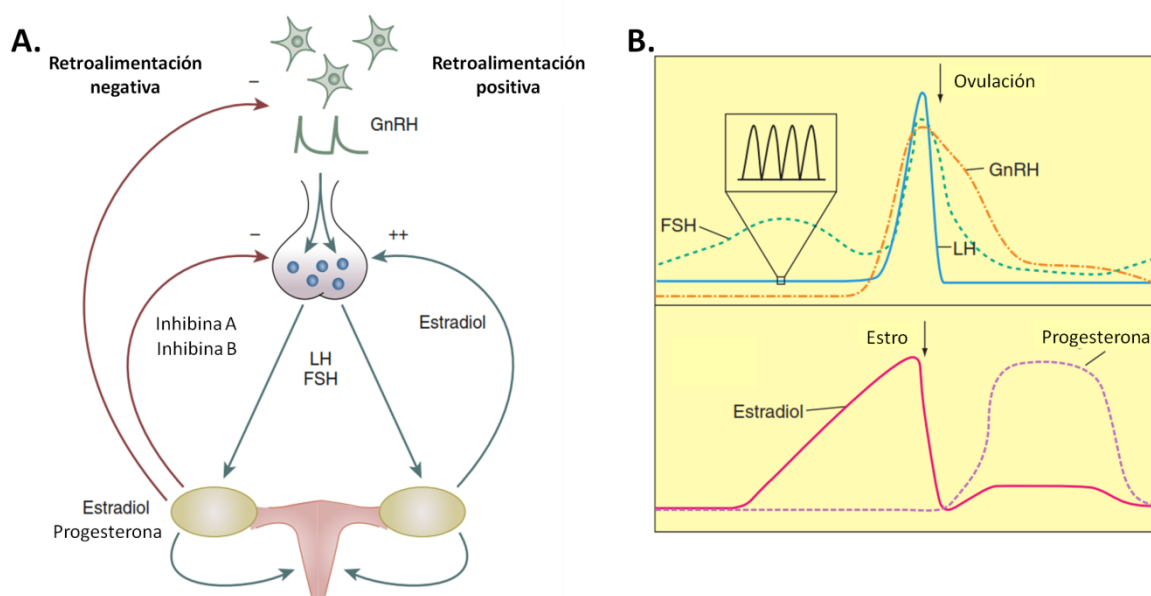 A.
Retroalimentación
negativa
Retroalimentación
positiva
–
GnRH
–
++
Inhibina A
Inhibina B
Estradiol
LH
FSH
Estradiol
Progesterona
B.
Ovulación
GnRH
FSH
LH
Estro
Progesterona
Estradiol